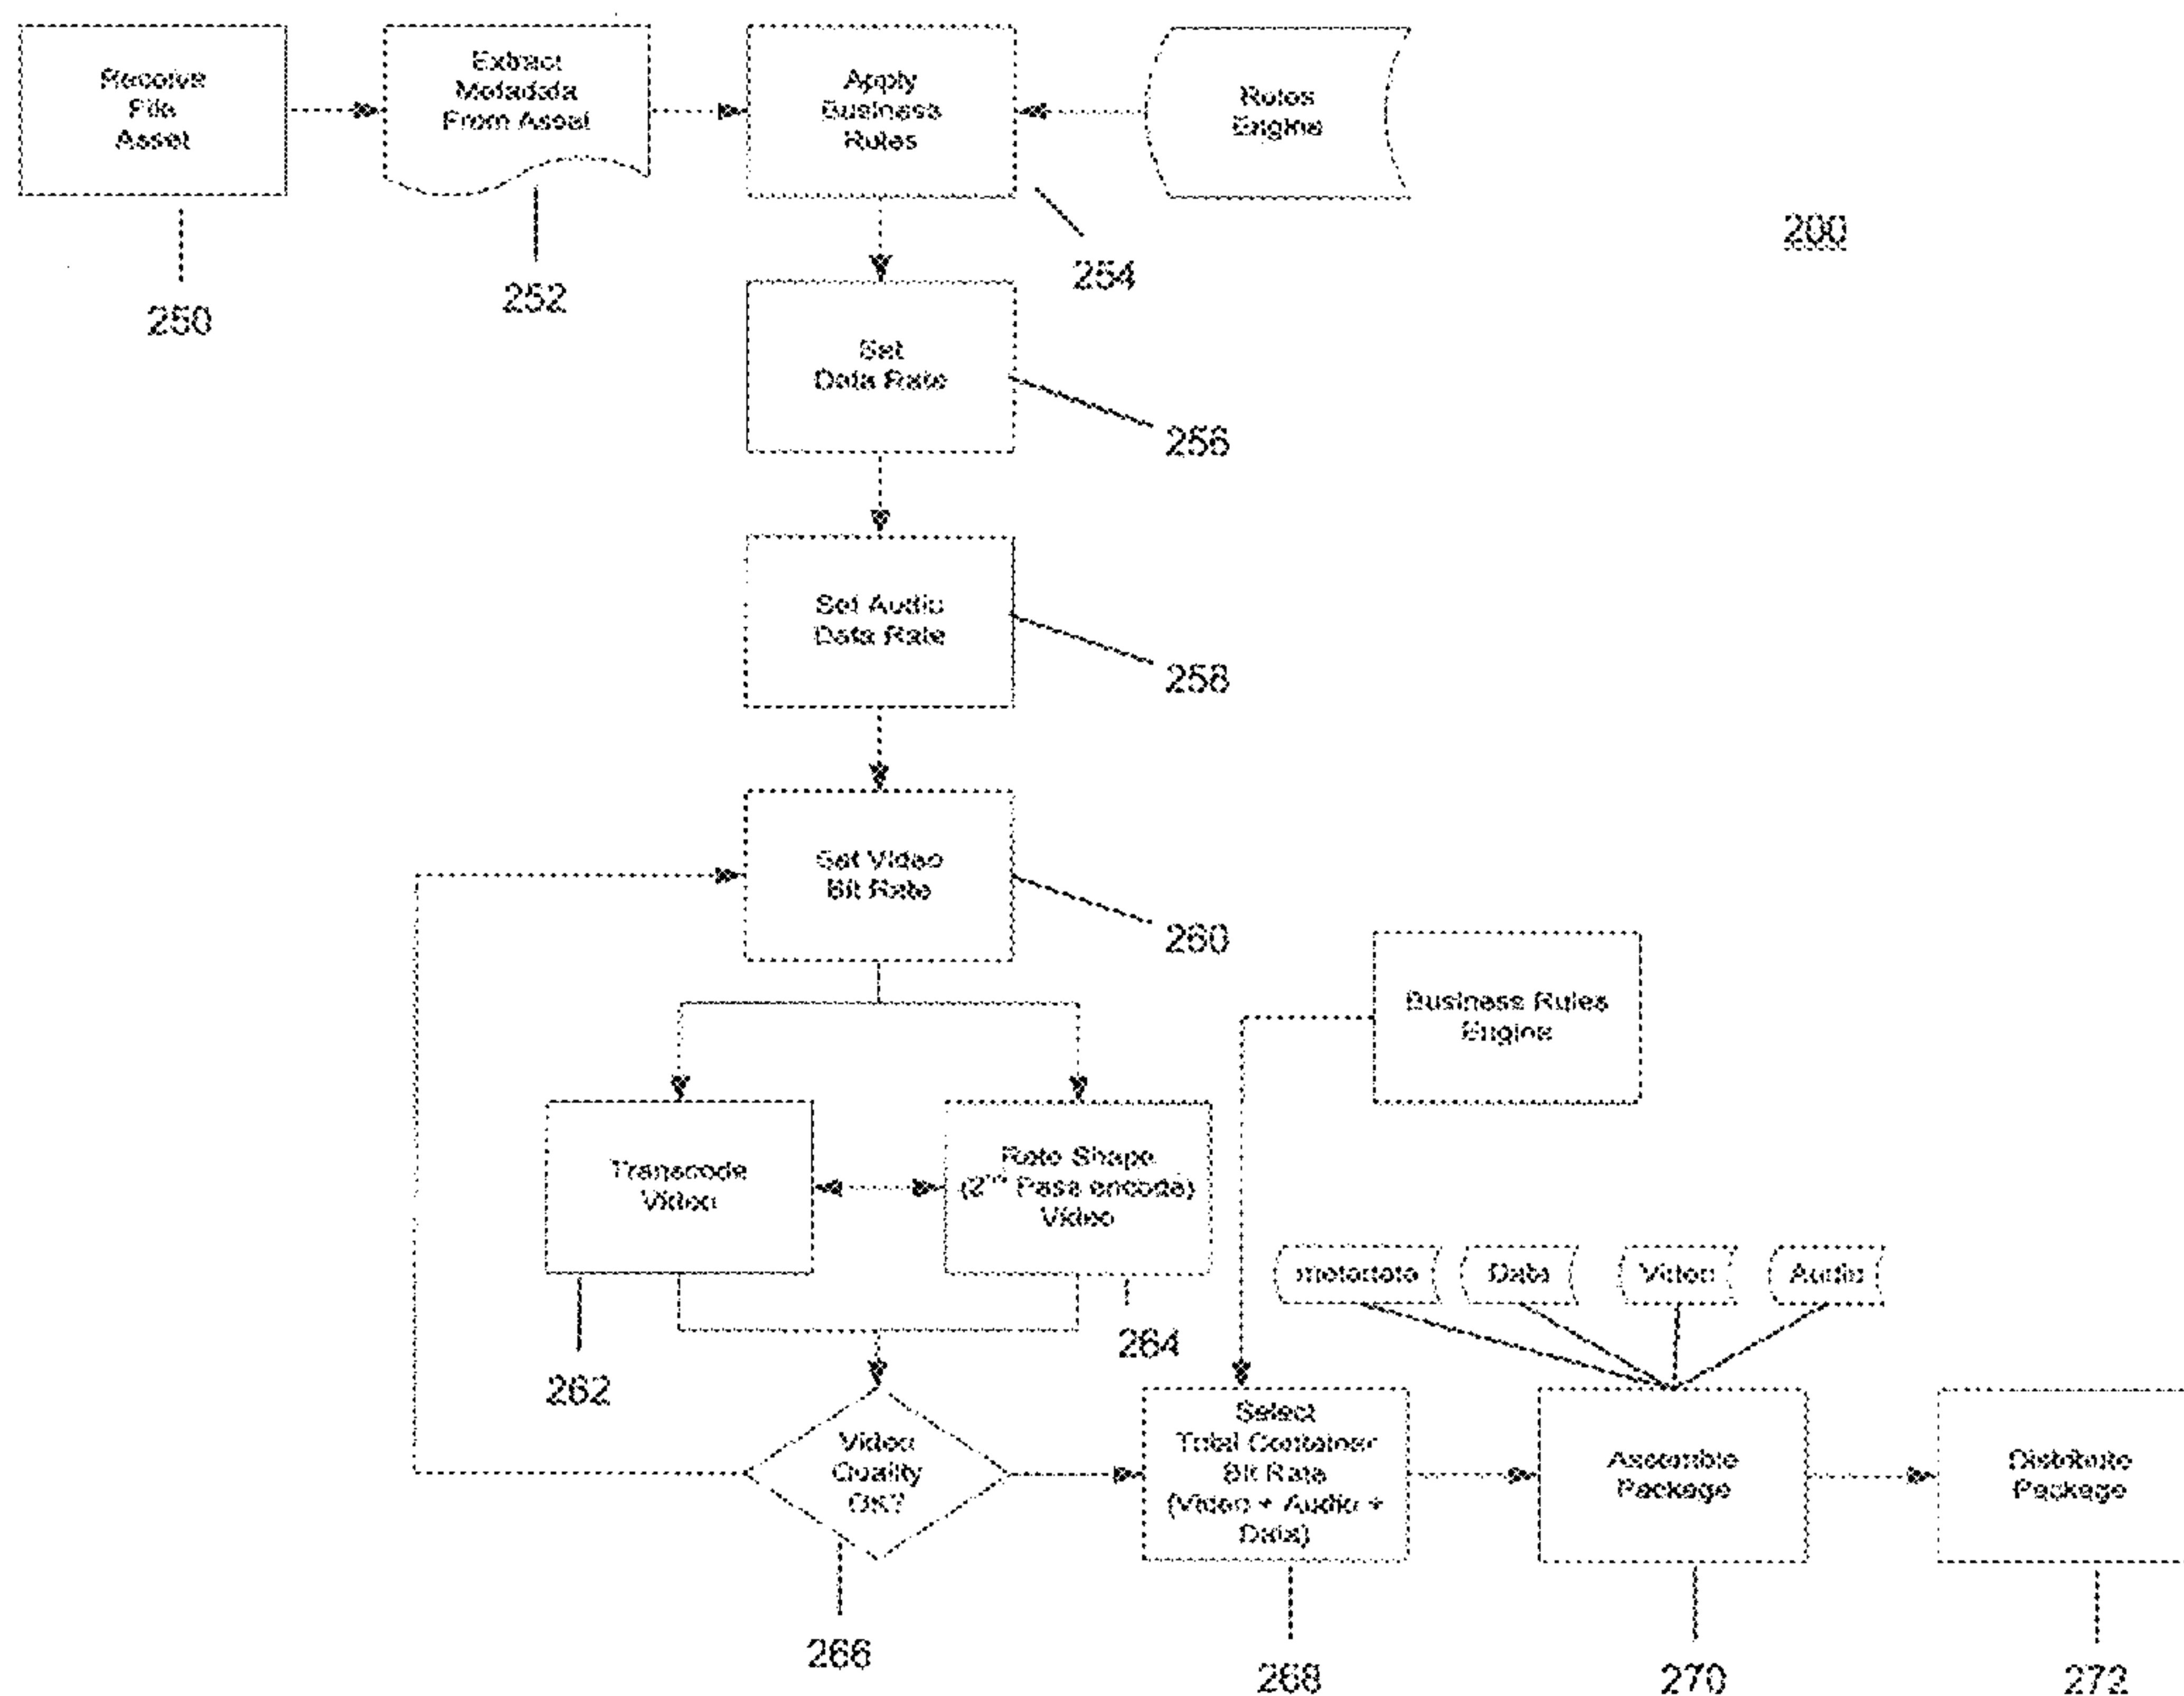 Receive
File
Asset
Extract
Metadata
From Asset
Apply
Business
Rules
Rules
Engine
200
250
252
254
Set
Data Rate
256
Set Audio
Data Rate
258
Set Video
Bit Rate
260
Business Rules
Engine
Transcode
Video
Rate Shape
(2nd Pass encode)
Video
metadata
Data
Video
Audio
262
264
Video
Quality
OK?
Select
Total Container
Bit Rate
(Video + Audio +
Data)
Assemble
Package
Distribute
Package
266
268
270
272